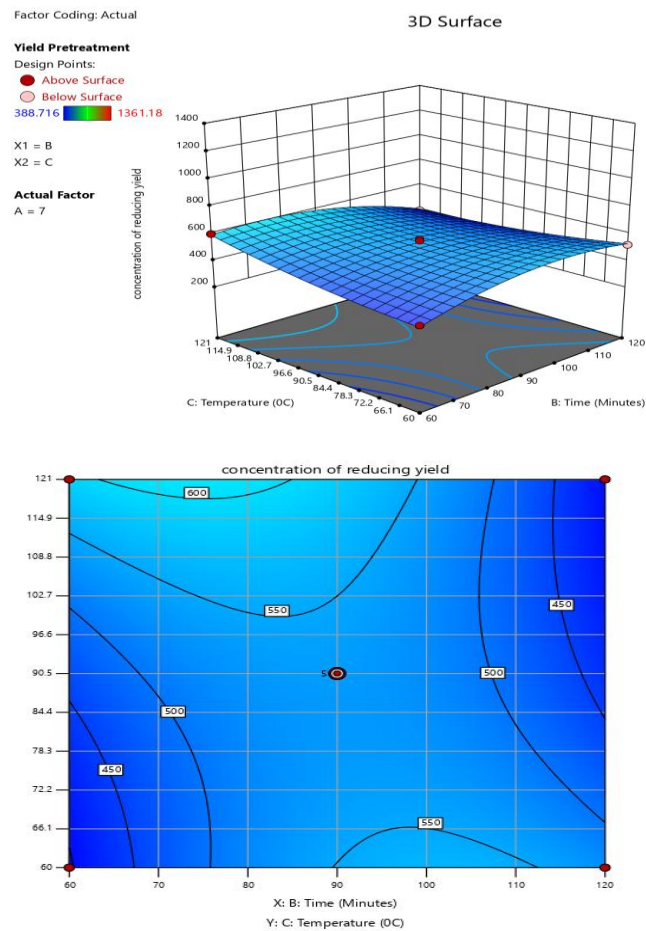 Factor Coding: Actual
3D Surface
Yield Pretreatment
Design Points:
Above Surface
Below Surface
388.716 1361.18
X1 = B
X2 = C
Actual Factor
A = 7
concentration of reducing yield
1400
1200
1000
800
600
400
200
121
114.9
108.8
102.7
96.6
90.5
84.4
78.3
72.2
66.1
60
60
70
80
90
100
110
120
C: Temperature (0C)
B: Time (Minutes)
concentration of reducing yield
121
114.9
108.8
102.7
96.6
90.5
84.4
78.3
72.2
66.1
60
600
550
450
5
500
500
450
550
60 70 80 90 100 110 120
X: B: Time (Minutes)
Y: C: Temperature (0C)